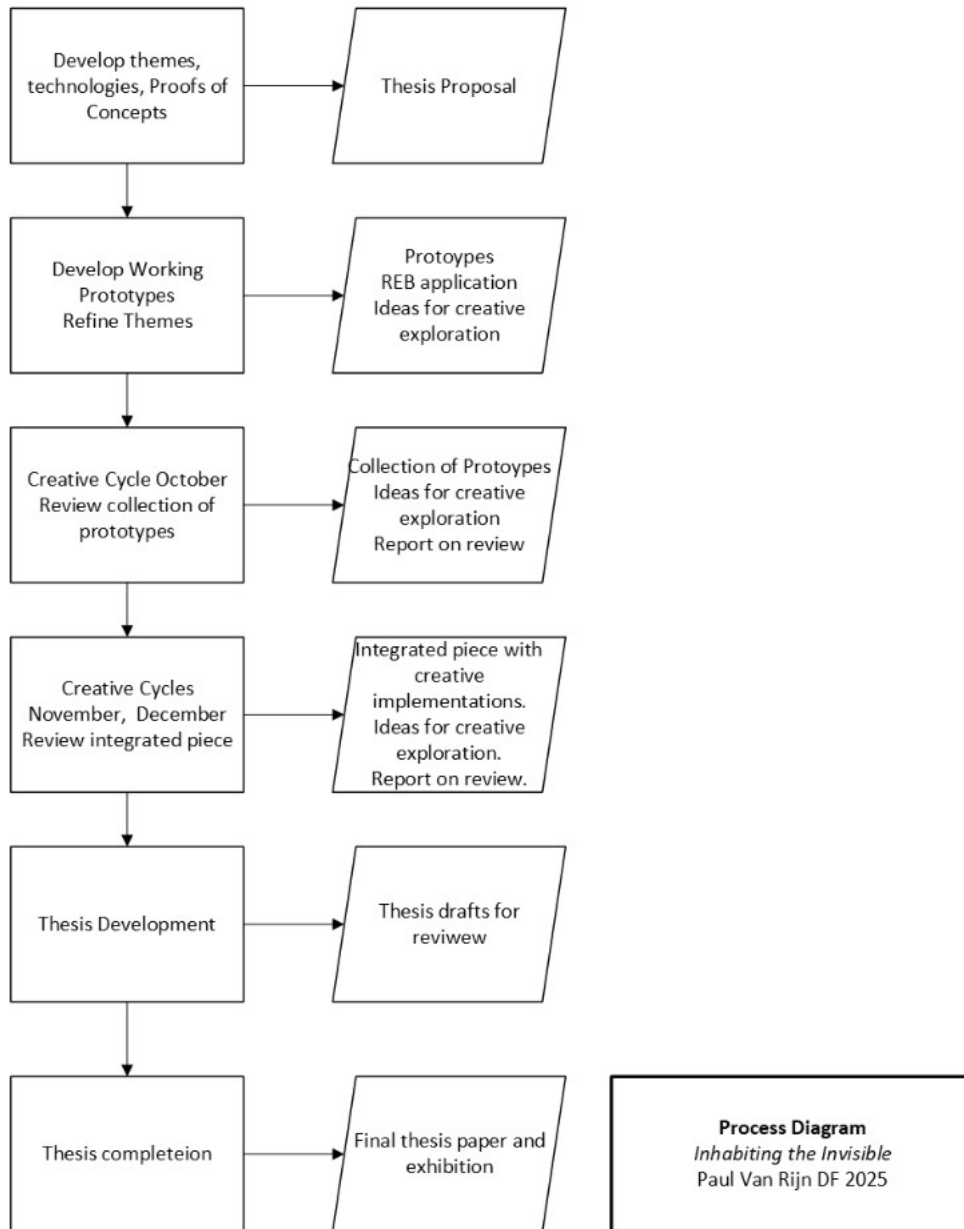 Develop themes,
technologies, Proofs of
Concepts
Thesis Proposal
Develop Working
Prototypes
Refine Themes
Protoypes
REB application
Ideas for creative
exploration
Creative Cycle October
Review collection of
prototypes
Collection of Protoypes
Ideas for creative
exploration
Report on review
Creative Cycles
November, December
Review integrated piece
Integrated piece with
creative
implementations.
Ideas for creative
exploration.
Report on review.
Thesis Development
Thesis drafts for
reviwew
Thesis completeion
Final thesis paper and
exhibition
Process Diagram
Inhabiting the Invisible
Paul Van Rijn DF 2025